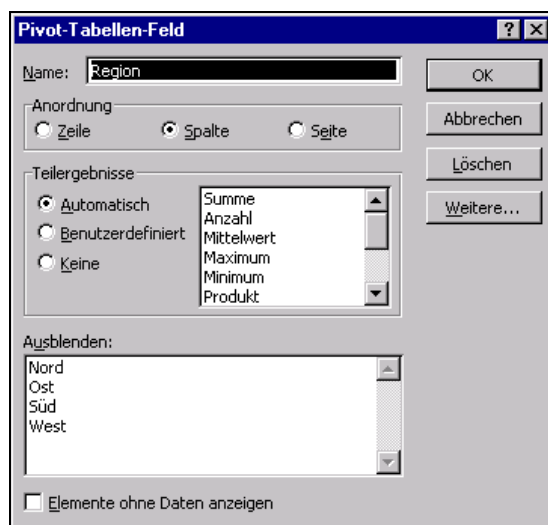 Pivot-Tabellen-Feld
Name: Region
OK
Anordnung
Zeile Spalte Seite
Abbrechen
Löschen
Teilergebnisse
Automatisch
Benutzerdefiniert
Keine
Summe
Anzahl
Mittelwert
Maximum
Minimum
Produkt
Weitere...
Ausblenden:
Nord
Ost
Süd
West
Elemente ohne Daten anzeigen